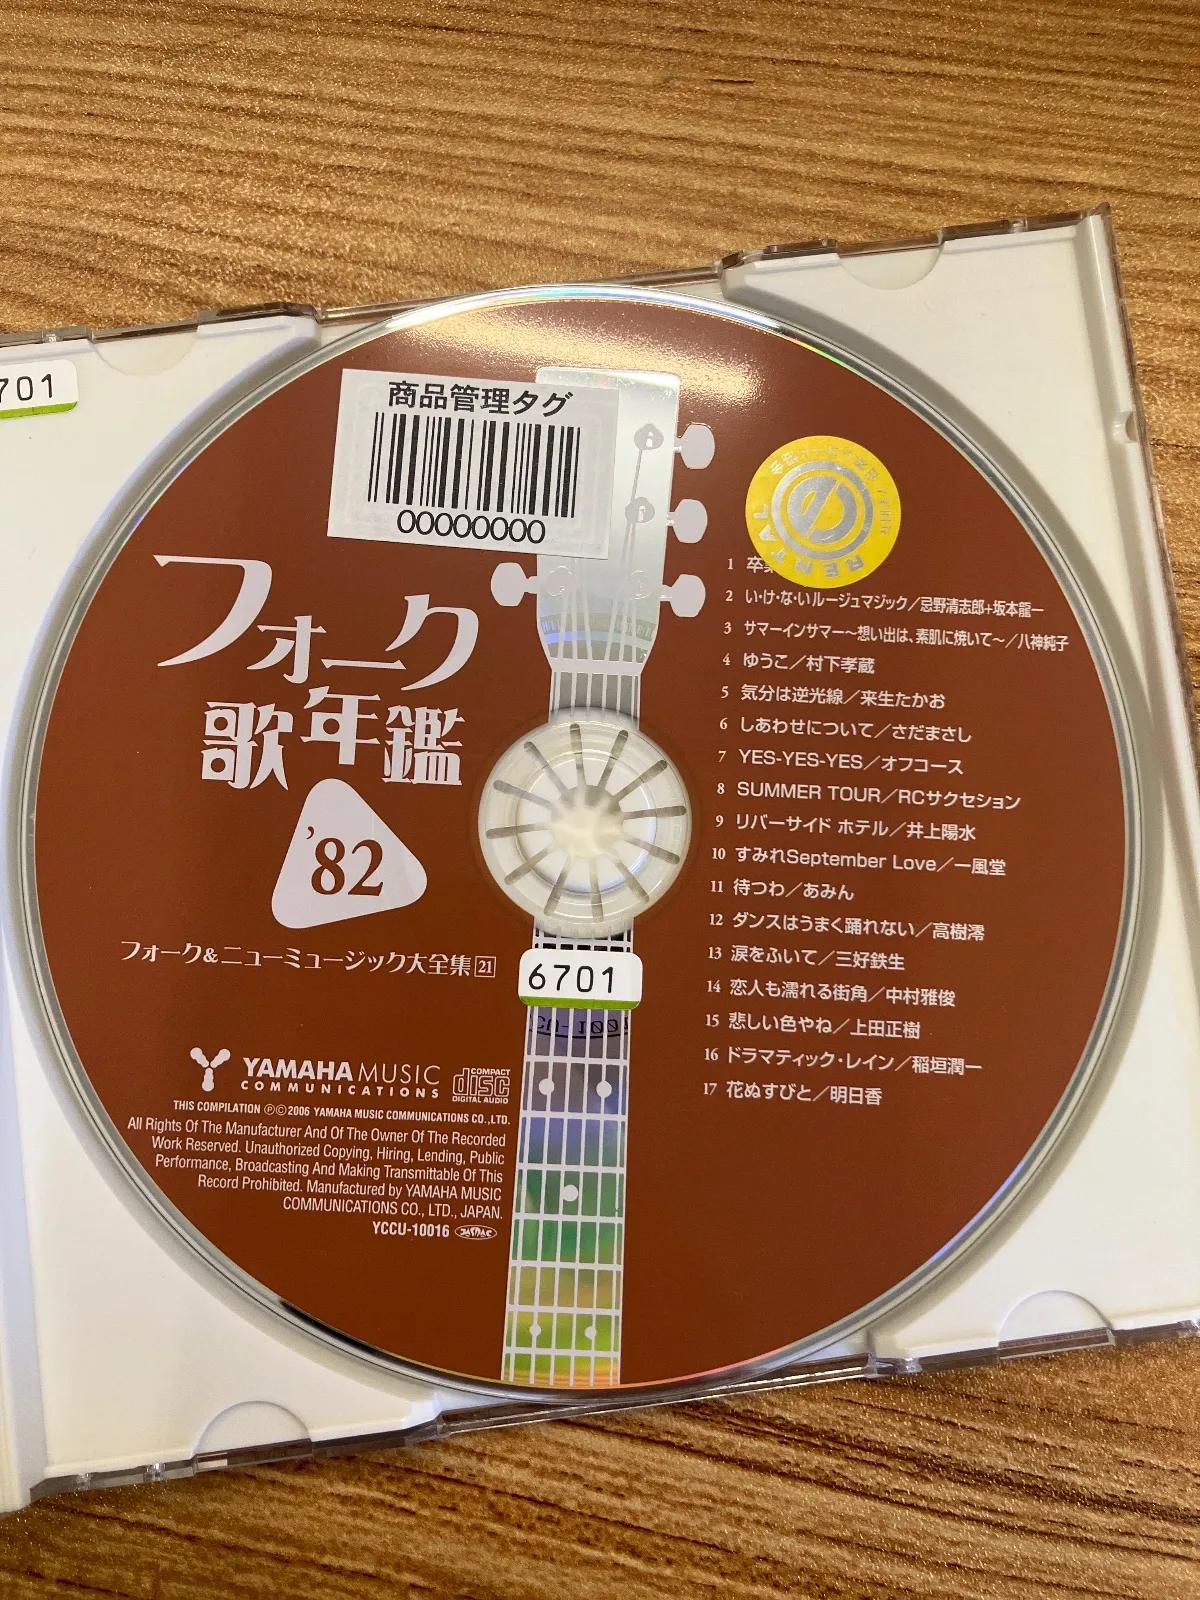 701
商品管理タグ
00000000
RENTAL
フォーク
歌年鑑
'82
フォーク&ニューミュージック大全集21
6701
YAMAHA MUSIC
COMMUNICATIONS
COMPACT
disc
DIGITAL AUDIO
THIS COMPILATION ℗©2006 YAMAHA MUSIC COMMUNICATIONS CO.,LTD.
All Rights Of The Manufacturer And Of The Owner Of The Recorded
Work Reserved. Unauthorized Copying, Hiring, Lending, Public
Performance, Broadcasting And Making Transmittable Of This
Record Prohibited. Manufactured by YAMAHA MUSIC
COMMUNICATIONS CO., LTD., JAPAN.
YCCU-10016 JASRAC
1 卒
2 い・け・な・いルージュマジック／忌野清志郎+坂本龍一
3 サマーインサマー〜想い出は、素肌に焼いて〜／八神純子
4 ゆうこ／村下孝蔵
5 気分は逆光線／来生たかお
6 しあわせについて／さだまさし
7 YES-YES-YES／オフコース
8 SUMMER TOUR／RCサクセション
9 リバーサイド ホテル／井上陽水
10 すみれSeptember Love／一風堂
11 待つわ／あみん
12 ダンスはうまく踊れない／高樹澪
13 涙をふいて／三好鉄生
14 恋人も濡れる街角／中村雅俊
15 悲しい色やね／上田正樹
16 ドラマティック・レイン／稲垣潤一
17 花ぬすびと／明日香